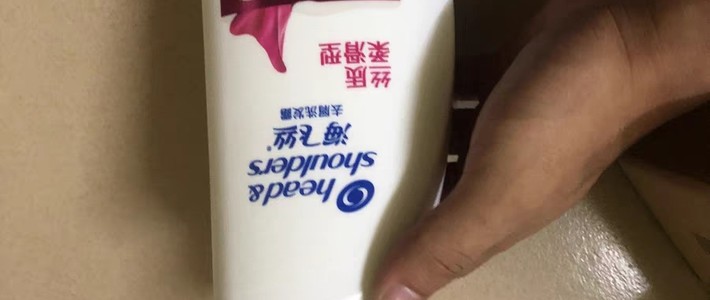 head&
shoulders
海飞丝
去屑洗发露
丝质
柔滑型